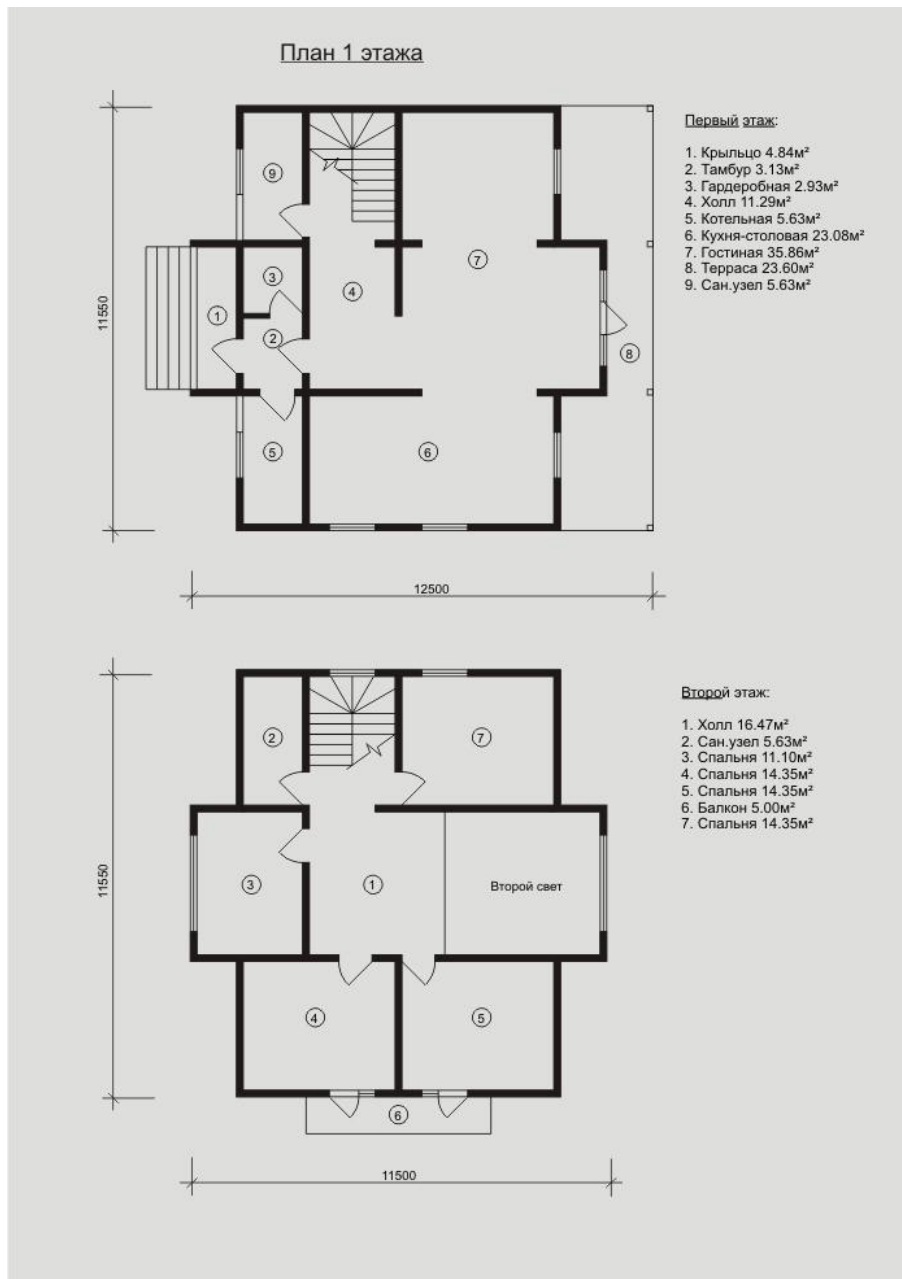 План 1 этажа
Первый этаж:
1. Крыльцо 4.84м²
2. Тамбур 3.13м²
3. Гардеробная 2.93м²
4. Холл 11.29м²
5. Котельная 5.63м²
6. Кухня-столовая 23.08м²
7. Гостиная 35.86м²
8. Терраса 23.60м²
9. Сан.узел 5.63м²
9
3
7
4
1
2
8
5
6
11550
12500
Второй этаж:
1. Холл 16.47м²
2. Сан.узел 5.63м²
3. Спальня 11.10м²
4. Спальня 14.35м²
5. Спальня 14.35м²
6. Балкон 5.00м²
7. Спальня 14.35м²
2
7
3
1
Второй свет
4
5
6
11550
11500